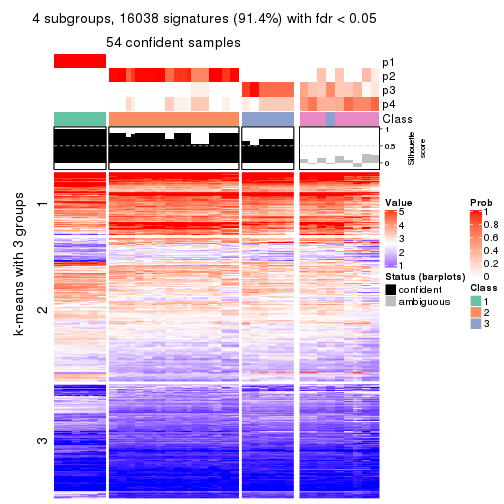 4 subgroups, 16038 signatures (91.4%) with fdr < 0.05
54 confident samples
p1
p2
p3
p4
Class
1
0.5
0
Silhouette
score
k-means with 3 groups
1
2
3
Value
5
4
3
2
1
Status (barplots)
confident
ambiguous
Prob
1
0.8
0.6
0.4
0.2
0
Class
1
2
3